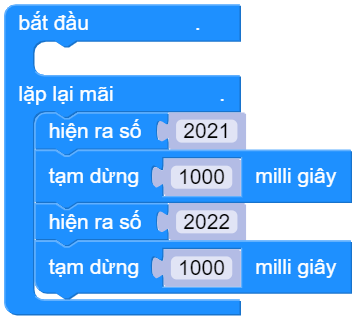 bắt đầu .
lặp lại mãi .
hiện ra số 2021
tạm dừng 1000 milli giây
hiện ra số 2022
tạm dừng 1000 milli giây